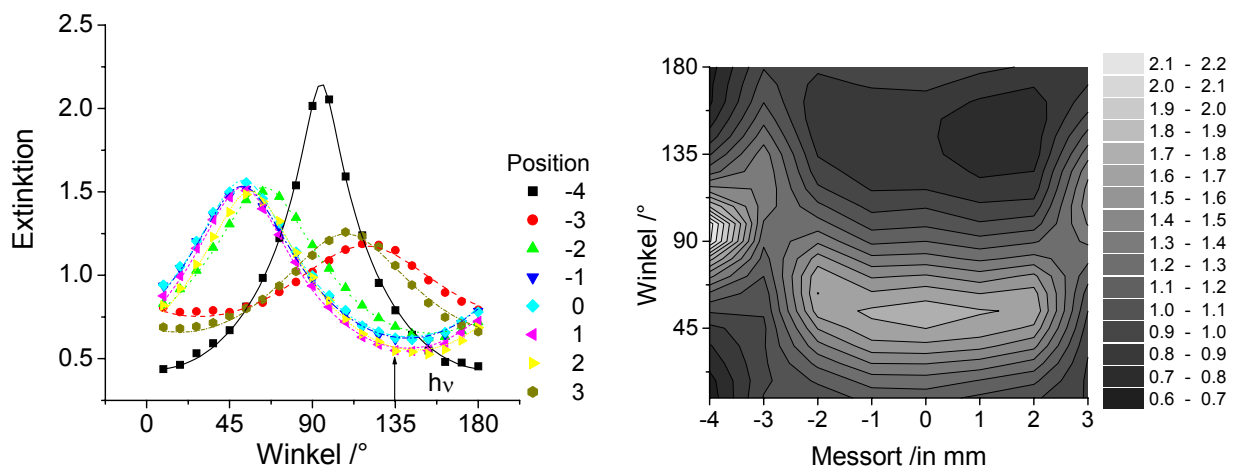 2.5
2.0
1.5
1.0
0.5
Extinktion
0 45 90 135 180
Winkel /°
hν
Position
-4
-3
-2
-1
0
1
2
3
180
135
90
45
Winkel /°
-4 -3 -2 -1 0 1 2 3
Messort /in mm
2.1 - 2.2
2.0 - 2.1
1.9 - 2.0
1.8 - 1.9
1.7 - 1.8
1.6 - 1.7
1.5 - 1.6
1.4 - 1.5
1.3 - 1.4
1.2 - 1.3
1.1 - 1.2
1.0 - 1.1
0.9 - 1.0
0.8 - 0.9
0.7 - 0.8
0.6 - 0.7